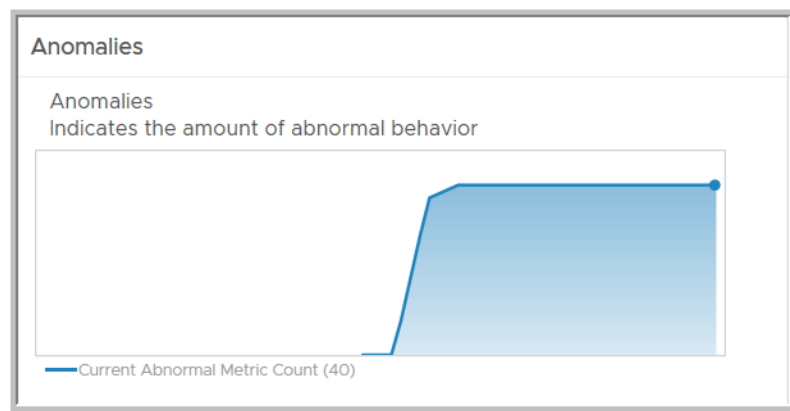 Anomalies
Anomalies
Indicates the amount of abnormal behavior
Current Abnormal Metric Count (40)